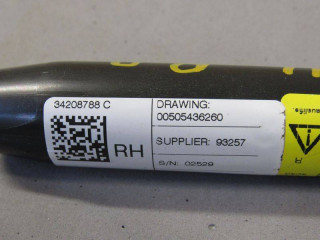 34208788 C
RH
DRAWING:
00505436260
SUPPLIER: 93257
S/N: 02529